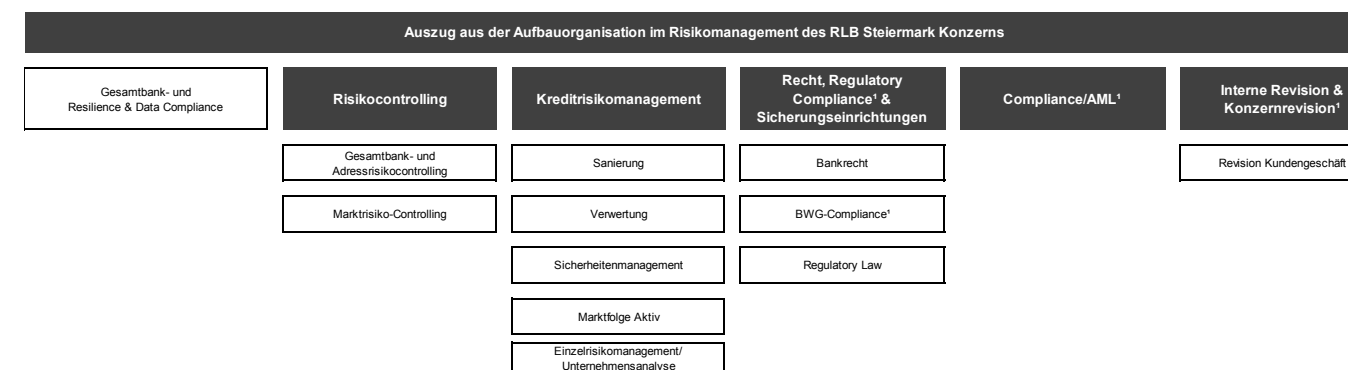 Auszug aus der Aufbauorganisation im Risikomanagement des RLB Steiermark Konzerns
Gesamtbank- und
Resilience & Data Compliance
Risikocontrolling
Kreditrisikomanagement
Recht, Regulatory
Compliance¹ &
Sicherungseinrichtungen
Compliance/AML¹
Interne Revision &
Konzernrevision¹
Gesamtbank- und
Adressrisikocontrolling
Sanierung
Bankrecht
Revision Kundengeschäft
Marktrisiko-Controlling
Verwertung
BWG-Compliance¹
Sicherheitenmanagement
Regulatory Law
Marktfolge Aktiv
Einzelrisikomanagement/
Unternehmensanalyse